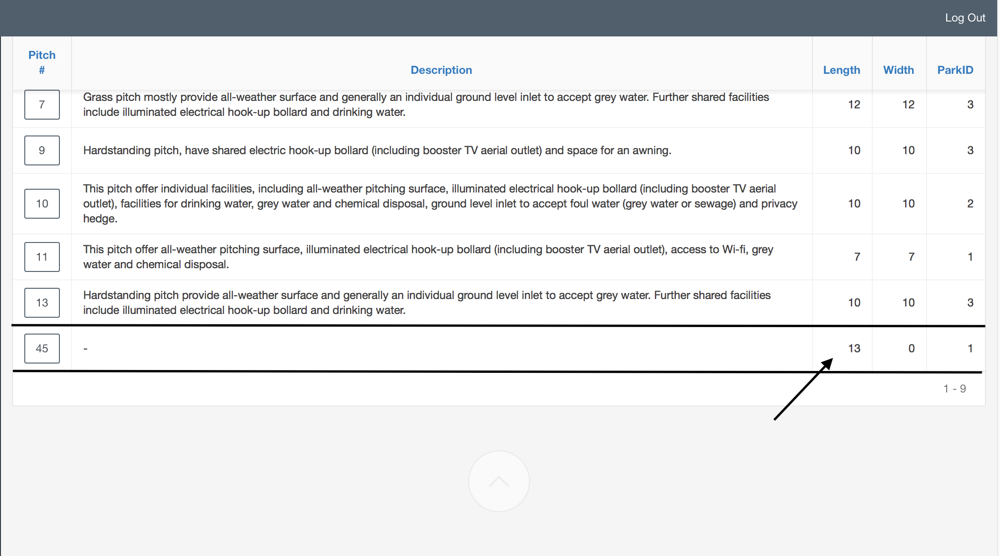 Log Out
Pitch
#
Description
Length
Width
ParkID
7
Grass pitch mostly provide all-weather surface and generally an individual ground level inlet to accept grey water. Further shared facilities
include illuminated electrical hook-up bollard and drinking water.
12
12
3
9
Hardstanding pitch, have shared electric hook-up bollard (including booster TV aerial outlet) and space for an awning.
10
10
3
10
This pitch offer individual facilities, including all-weather pitching surface, illuminated electrical hook-up bollard (including booster TV aerial
outlet), facilities for drinking water, grey water and chemical disposal, ground level inlet to accept foul water (grey water or sewage) and privacy
hedge.
10
10
2
11
This pitch offer all-weather pitching surface, illuminated electrical hook-up bollard (including booster TV aerial outlet), access to Wi-fi, grey
water and chemical disposal.
7
7
1
13
Hardstanding pitch provide all-weather surface and generally an individual ground level inlet to accept grey water. Further shared facilities
include illuminated electrical hook-up bollard and drinking water.
10
10
3
45
-
13
0
1
1 - 9